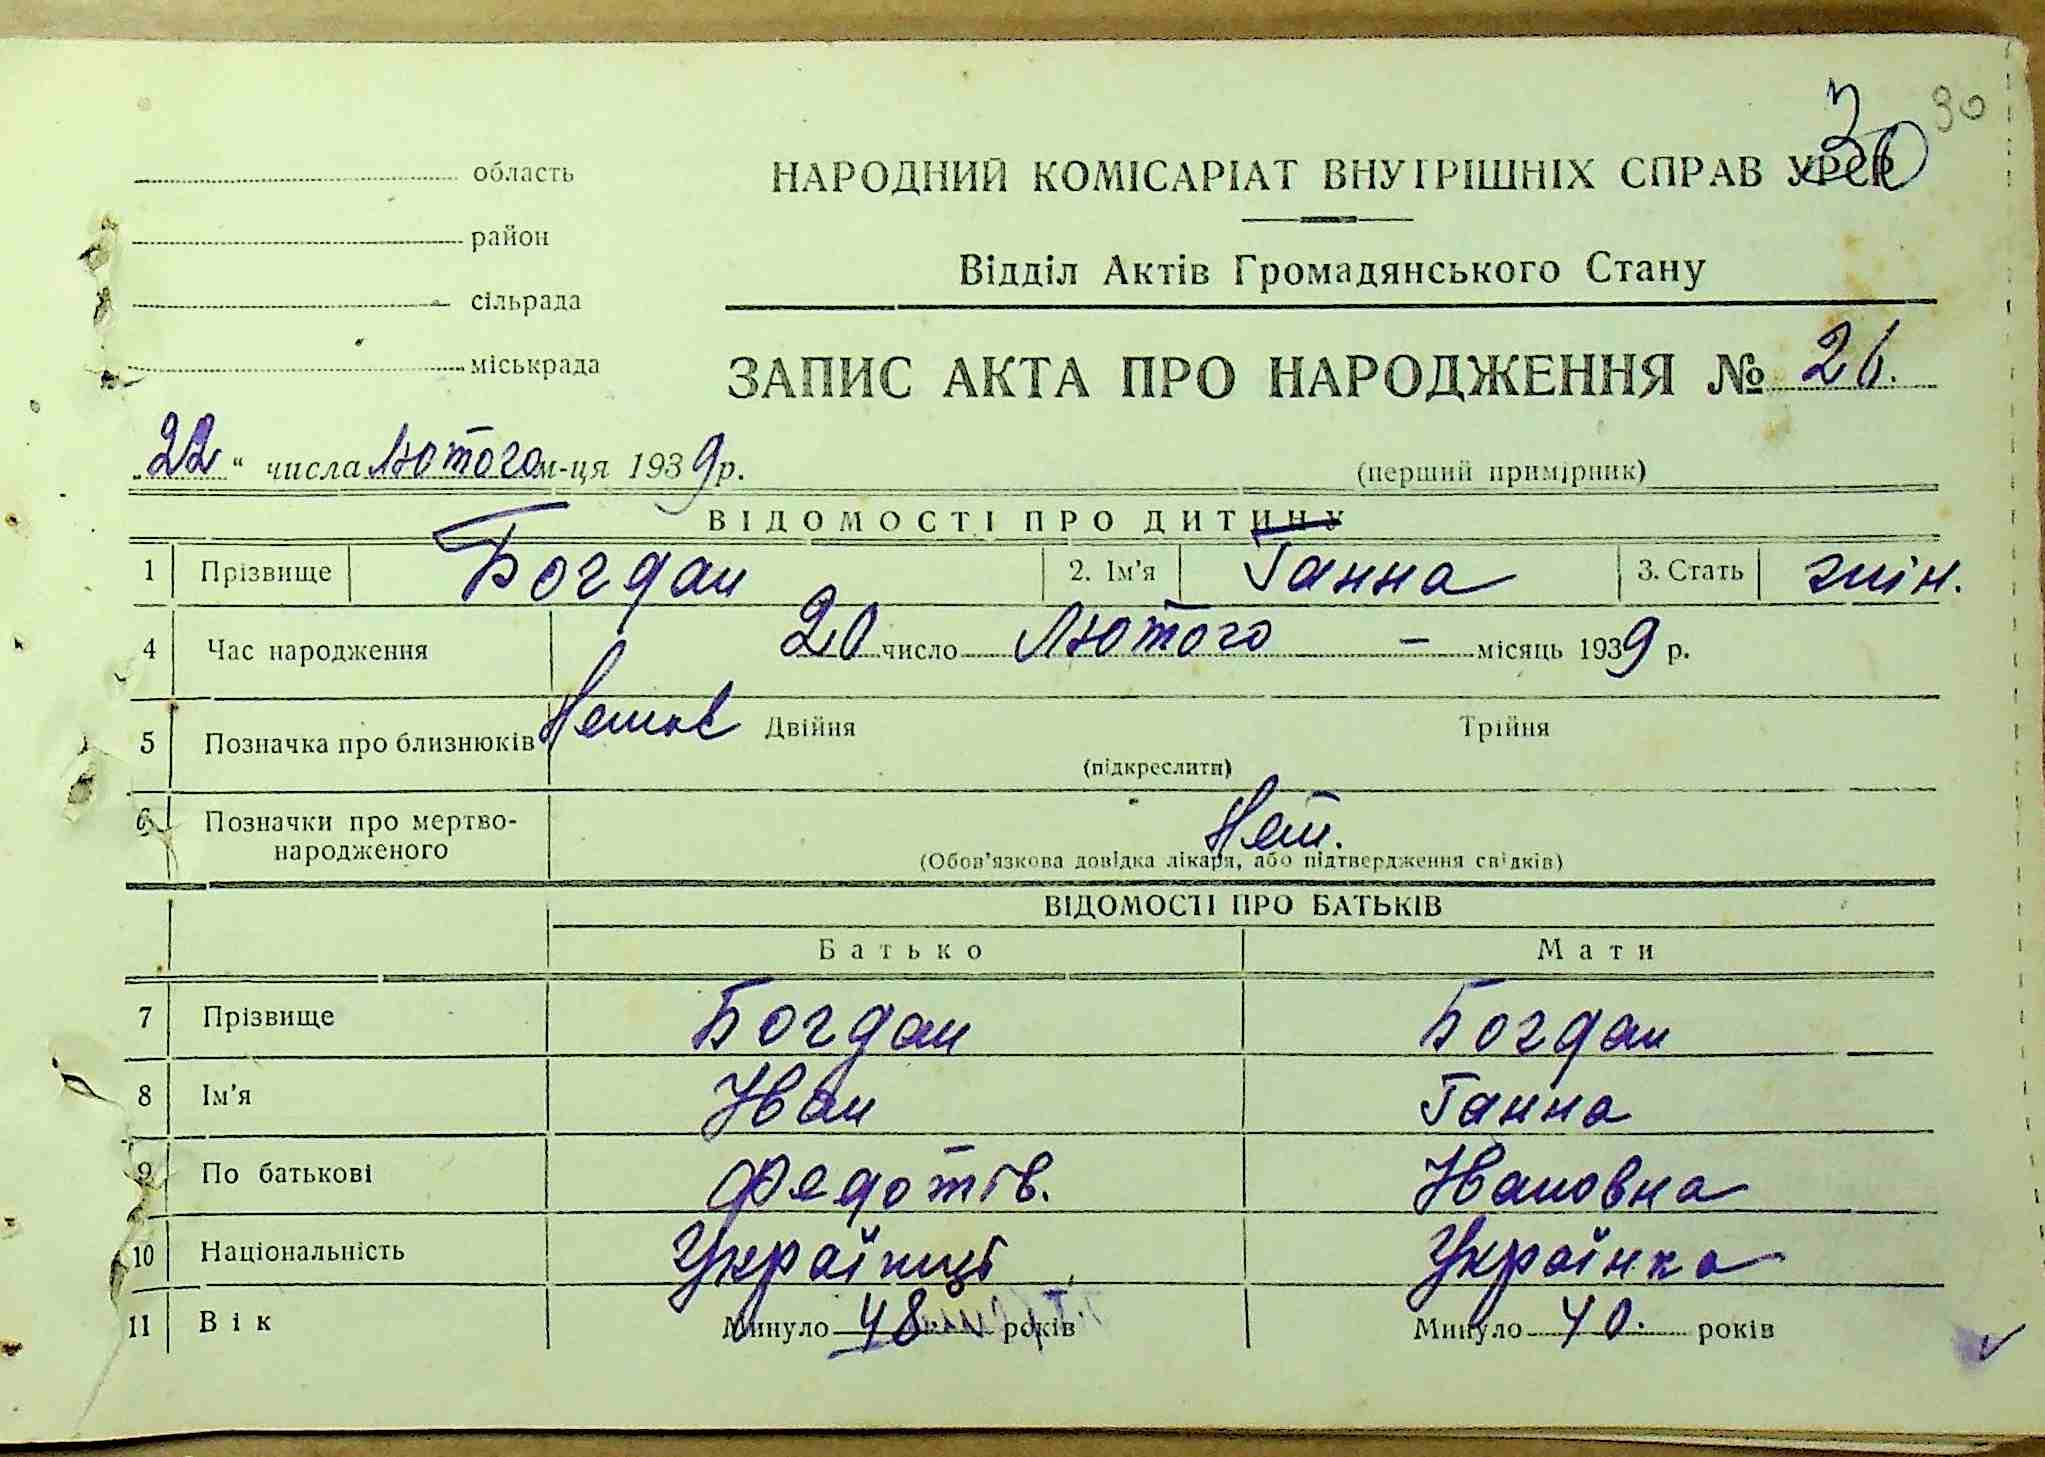 30 30
область
НАРОДНИЙ КОМІСАРІАТ ВНУТРІШНІХ СПРАВ УРСР
район
Відділ Актів Громадянського Стану
сільрада
міськрада
ЗАПИС АКТА ПРО НАРОДЖЕННЯ № 26.
„22“ числа Лютого м-ця 1939 р.
(перший примірник)
ВІДОМОСТІ ПРО ДИТИНУ
1 Прізвище Богдан 2. Ім'я Ганна 3. Стать жін.
4 Час народження 20 число Лютого - місяць 1939 р.
5 Позначка про близнюків Двійня Трійня
(підкреслити)
6 Позначки про мертво-
народженого Нет.
(Обов'язкова довідка лікаря, або підтвердження свідків)
ВІДОМОСТІ ПРО БАТЬКІВ
Батько Мати
7 Прізвище Богдан Богдан
8 Ім'я Иван Ганна
9 По батькові Федотів. Ивановна
10 Національність Українць Українка
11 Вік Минуло 48 років Минуло 40. років